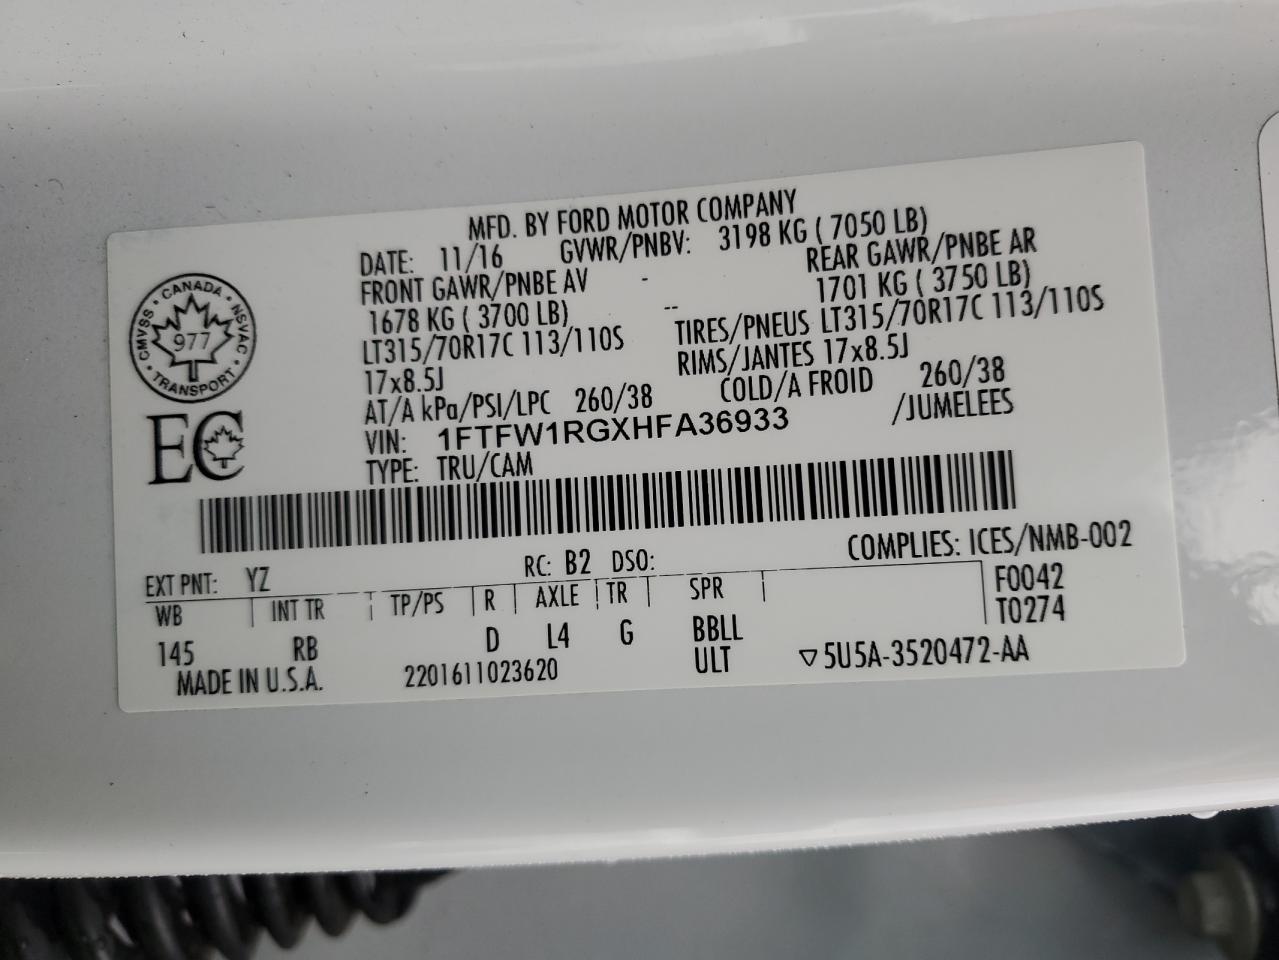 MFD. BY FORD MOTOR COMPANY
DATE: 11/16 GVWR/PNBV: 3198 KG ( 7050 LB)
FRONT GAWR/PNBE AV - REAR GAWR/PNBE AR
1678 KG ( 3700 LB) -- 1701 KG ( 3750 LB)
LT315/70R17C 113/110S TIRES/PNEUS LT315/70R17C 113/110S
17x8.5J RIMS/JANTES 17x8.5J
AT/A kPa/PSI/LPC 260/38 COLD/A FROID 260/38
VIN: 1FTFW1RGXHFA36933 /JUMELEES
TYPE: TRU/CAM
CANADA · NSVAC · TRANSPORT · CMVSS ·
977
EC
COMPLIES: ICES/NMB-002
EXT PNT: YZ RC: B2 DSO:
WB INT TR TP/PS R AXLE TR SPR F0042
T0274
145 RB D L4 G BBLL
MADE IN U.S.A. 2201611023620 ULT ▽5U5A-3520472-AA